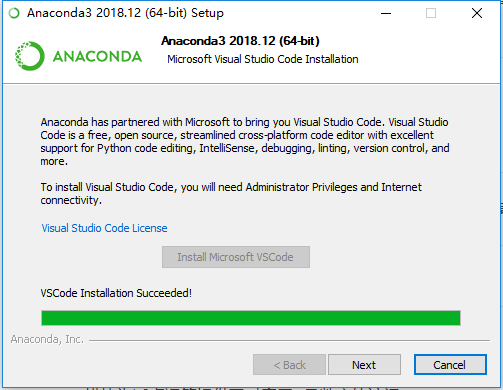 Anaconda3 2018.12 (64-bit) Setup
Anaconda3 2018.12 (64-bit)
Microsoft Visual Studio Code Installation
ANACONDA
Anaconda has partnered with Microsoft to bring you Visual Studio Code. Visual Studio
Code is a free, open source, streamlined cross-platform code editor with excellent
support for Python code editing, IntelliSense, debugging, linting, version control, and
more.
To install Visual Studio Code, you will need Administrator Privileges and Internet
connectivity.
Visual Studio Code License
Install Microsoft VSCode
VSCode Installation Succeeded!
Anaconda, Inc.
< Back
Next
Cancel